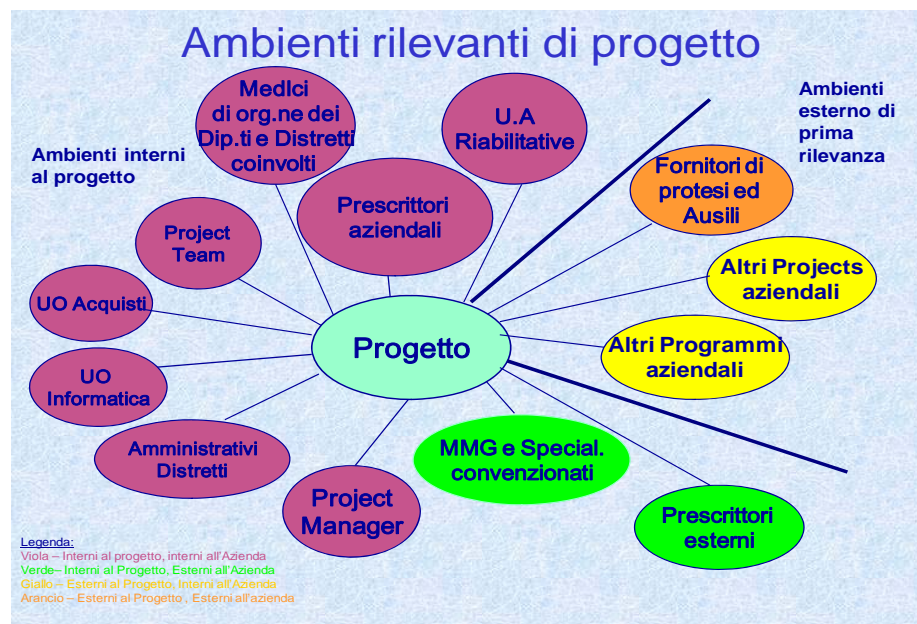 Ambienti rilevanti di progetto
MedIci
di org.ne dei
Dip.ti e Distretti
coinvolti
U.A
Riabilitative
Ambienti
esterno di
prima
rilevanza
Ambienti interni
al progetto
Fornitori di
protesi ed
Ausili
Prescrittori
aziendali
Project
Team
Altri Projects
aziendali
UO Acquisti
Progetto
Altri Programmi
aziendali
UO
Informatica
Amministrativi
Distretti
MMG e Special.
convenzionati
Project
Manager
Prescrittori
esterni
Legenda:
Viola – Interni al progetto, interni all'Azienda
Verde– Interni al Progetto, Esterni all'Azienda
Giallo – Esterni al Progetto, Interni all'Azienda
Arancio – Esterni al Progetto , Esterni all'azienda